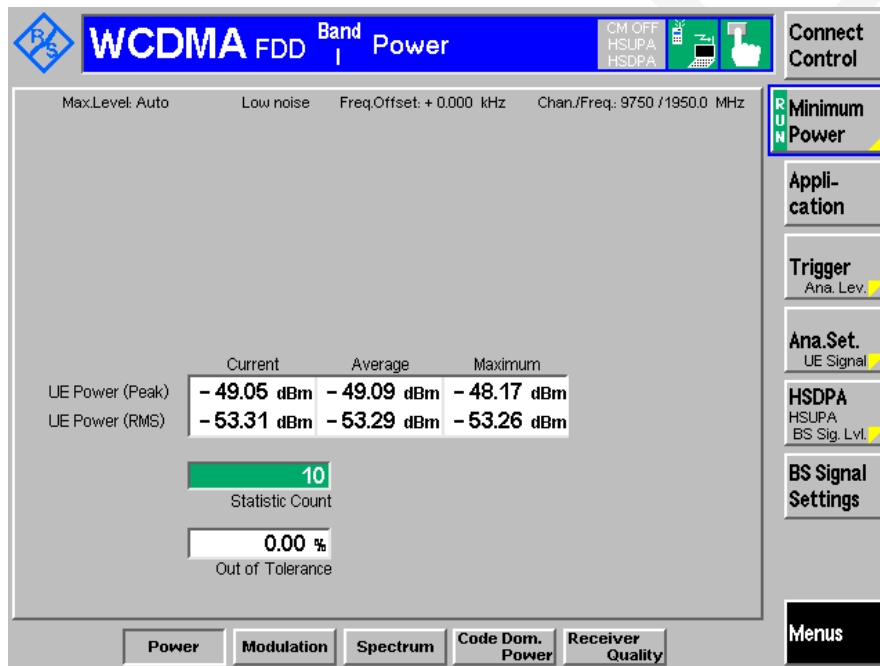 R&S
WCDMA FDD Band I Power
CM OFF
HSUPA
HSDPA
Connect Control
Max.Level: Auto Low noise Freq.Offset: + 0.000 kHz Chan./Freq.: 9750 / 1950.0 MHz
RUN
Minimum Power
Appli-
cation
Trigger
Ana. Lev.
Ana.Set.
UE Signal
HSDPA
HSUPA
BS Sig. Lvl.
BS Signal
Settings
Current Average Maximum
UE Power (Peak) - 49.05 dBm - 49.09 dBm - 48.17 dBm
UE Power (RMS) - 53.31 dBm - 53.29 dBm - 53.26 dBm
10
Statistic Count
0.00 %
Out of Tolerance
Power Modulation Spectrum Code Dom. Power Receiver Quality
Menus